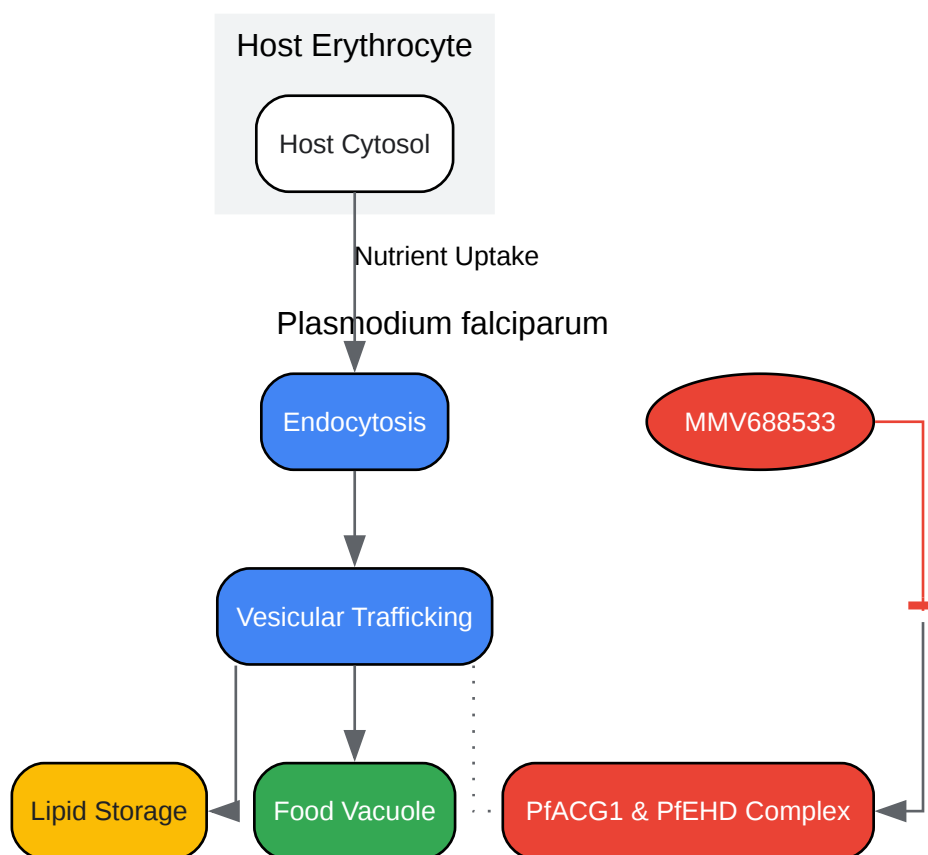 Host Erythrocyte
Host Cytosol
Nutrient Uptake
Plasmodium falciparum
Endocytosis
MMV688533
Vesicular Trafficking
Lipid Storage
Food Vacuole
PfACG1 & PfEHD Complex